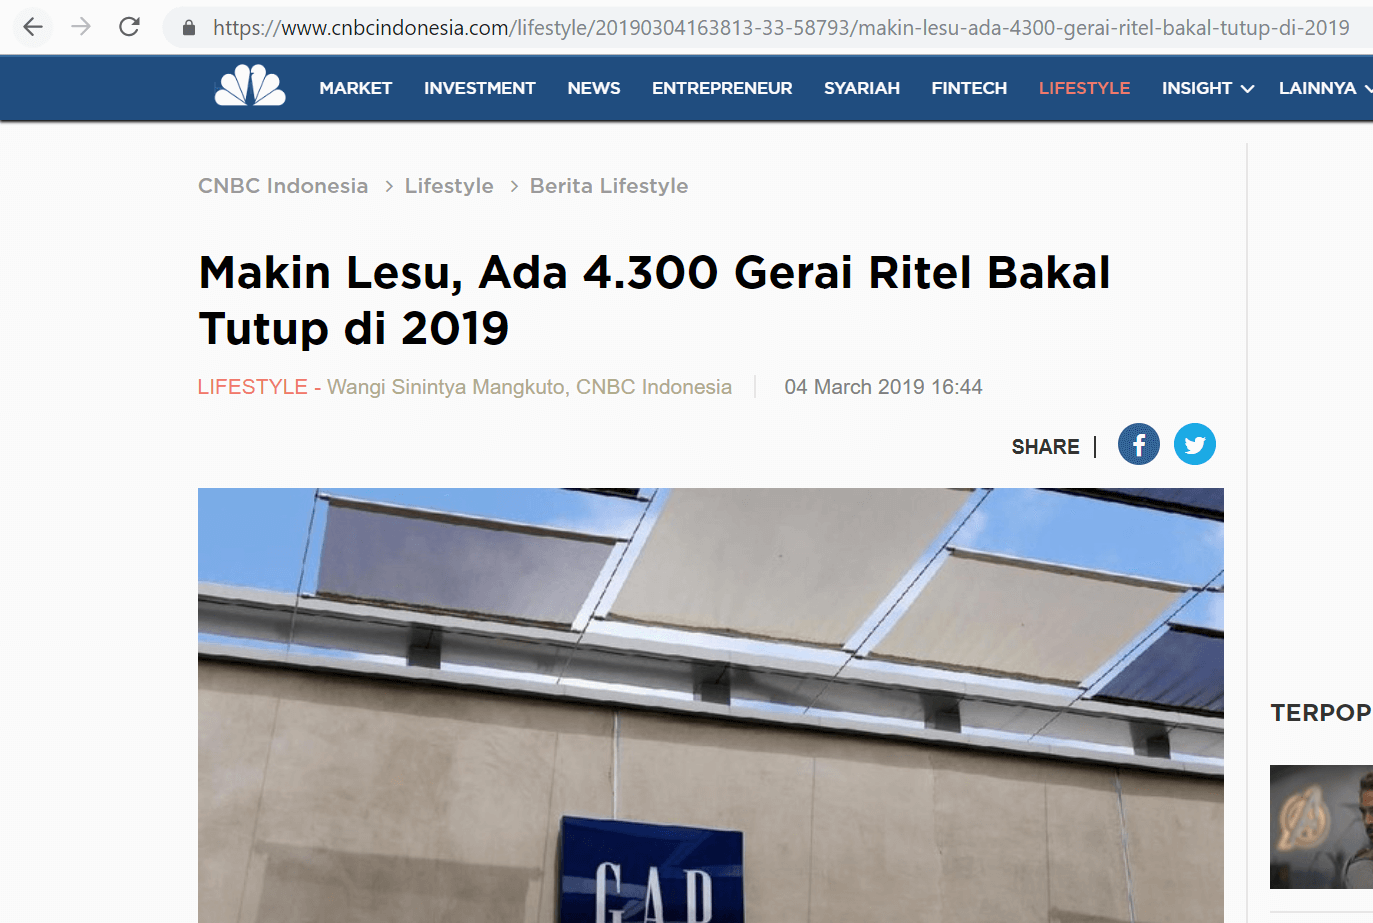 https://www.cnbcindonesia.com/lifestyle/20190304163813-33-58793/makin-lesu-ada-4300-gerai-ritel-bakal-tutup-di-2019
MARKET INVESTMENT NEWS ENTREPRENEUR SYARIAH FINTECH LIFESTYLE INSIGHT LAINNYA
CNBC Indonesia > Lifestyle > Berita Lifestyle
Makin Lesu, Ada 4.300 Gerai Ritel Bakal
Tutup di 2019
LIFESTYLE - Wangi Sinintya Mangkuto, CNBC Indonesia | 04 March 2019 16:44
SHARE |
TERPOP
GAP